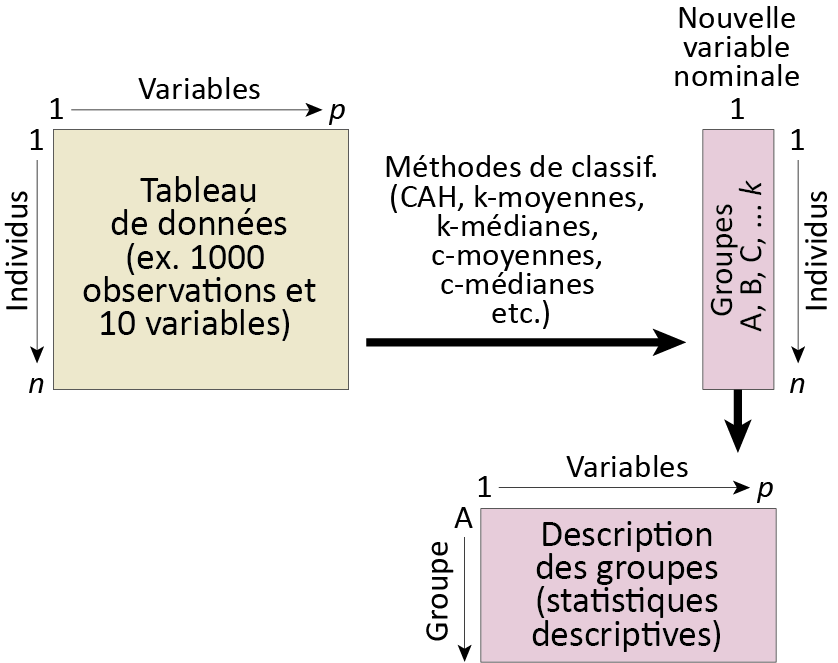 Nouvelle
variable
nominale
1
Variables
1 p
1
Individus
n
Tableau
de données
(ex. 1000
observations et
10 variables)
Méthodes de classif.
(CAH, k-moyennes,
k-médianes,
c-moyennes,
c-médianes
etc.)
Groupes
A, B, C, ... k
1
Individus
n
Variables
1 p
A
Groupe
Description
des groupes
(statistiques
descriptives)